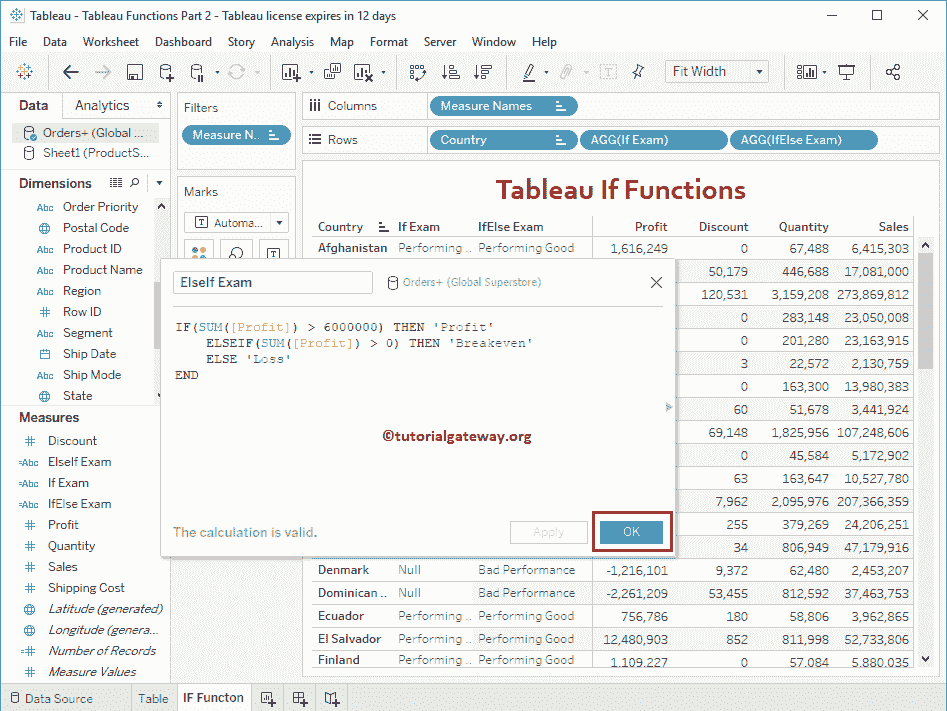 Tableau - Tableau Functions Part 2 - Tableau license expires in 12 days
File Data Worksheet Dashboard Story Analysis Map Format Server Window Help
Fit Width
Data Analytics
Orders+ (Global ...
Sheet1 (ProductS...
Dimensions
Abc Order Priority
Postal Code
Abc Product ID
Abc Product Name
Abc Region
# Row ID
Abc Segment
Ship Date
Abc Ship Mode
State
Measures
# Discount
=Abc ElseIf Exam
=Abc If Exam
=Abc IfElse Exam
# Profit
# Quantity
# Sales
# Shipping Cost
Latitude (generated)
Longitude (genera...
=# Number of Records
# Measure Values
Filters
Measure N..
Marks
Automa...
Columns Measure Names
Rows Country AGG(If Exam) AGG(IfElse Exam)
Tableau If Functions
Country If Exam IfElse Exam Profit Discount Quantity Sales
Afghanistan Performing .. Performing Good 1,616,249 0 67,488 6,415,303
50,179 446,688 17,081,000
120,531 3,159,208 273,869,812
0 283,148 23,050,008
0 201,280 23,163,915
3 22,572 2,130,759
0 163,300 13,980,383
60 51,678 3,441,924
69,148 1,825,956 107,248,606
0 45,584 5,172,902
63 163,647 10,527,780
7,962 2,095,976 207,366,359
255 379,269 24,206,251
34 806,949 47,179,916
Denmark Null Bad Performance -1,216,101 9,372 62,480 2,453,207
Dominican .. Null Bad Performance -2,261,209 53,455 812,592 37,463,753
Ecuador Performing .. Performing Good 756,786 180 58,806 3,962,865
El Salvador Performing .. Performing Good 12,480,903 852 811,998 52,733,806
Finland Performing .. Performing Good 1,109,227 0 57,084 5,880,035
ElseIf Exam
Orders+ (Global Superstore)
IF(SUM([Profit]) > 6000000) THEN 'Profit'
ELSEIF(SUM([Profit]) > 0) THEN 'Breakeven'
ELSE 'Loss'
END
©tutorialgateway.org
The calculation is valid.
Apply
OK
Data Source Table IF Functon